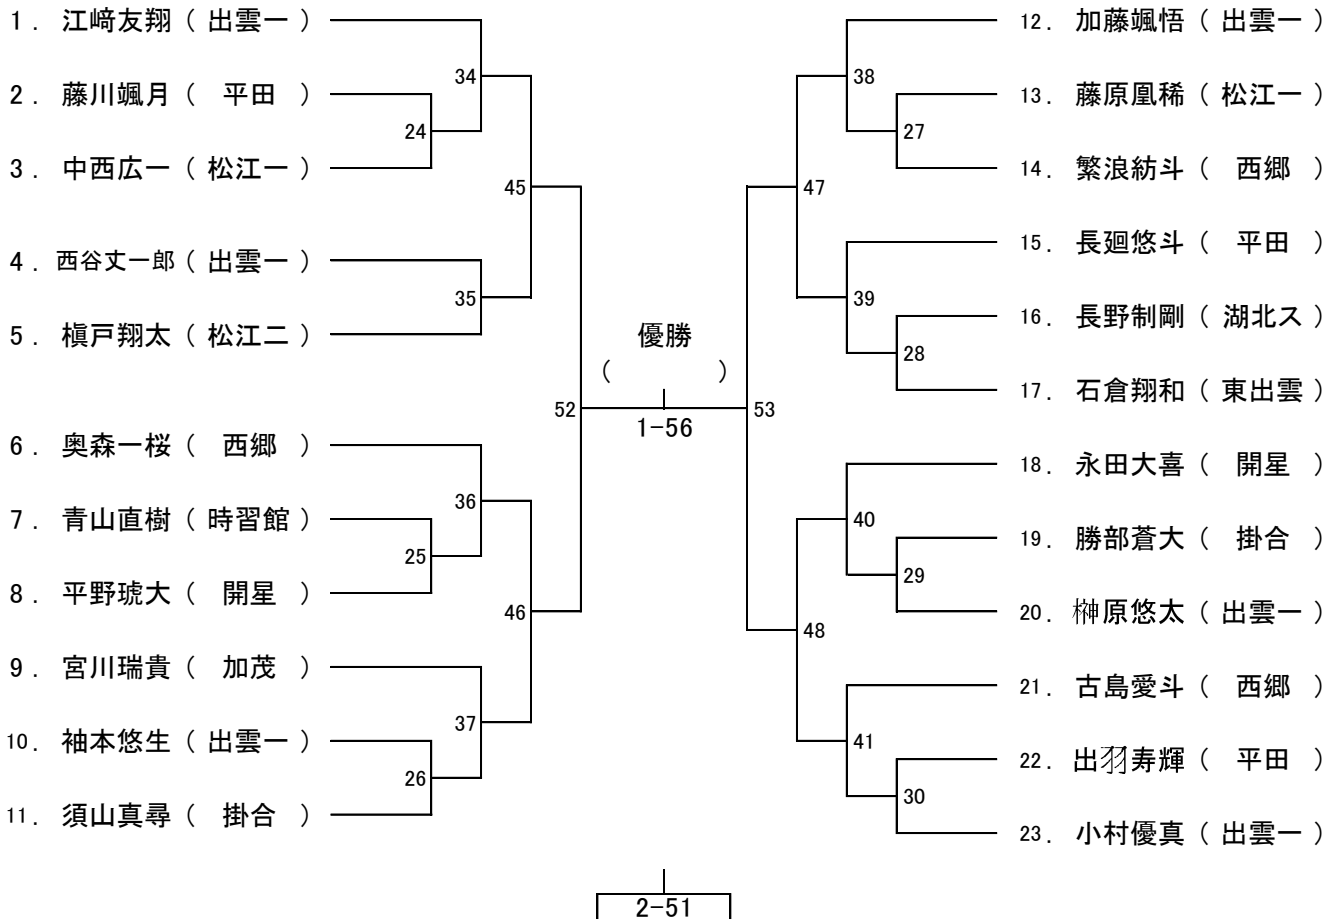 1. 江﨑友翔 ( 出雲一 )
2. 藤川颯月 ( 平田 )
3. 中西広一 ( 松江一 )
4. 西谷丈一郎 ( 出雲一 )
5. 槇戸翔太 ( 松江二 )
6. 奥森一桜 ( 西郷 )
7. 青山直樹 ( 時習館 )
8. 平野琥大 ( 開星 )
9. 宮川瑞貴 ( 加茂 )
10. 袖本悠生 ( 出雲一 )
11. 須山真尋 ( 掛合 )
34
24
45
35
36
25
46
37
26
52
優勝
( )
1-56
53
38
27
47
39
28
40
29
48
41
30
12. 加藤颯悟 ( 出雲一 )
13. 藤原凰稀 ( 松江一 )
14. 繁浪紡斗 ( 西郷 )
15. 長廻悠斗 ( 平田 )
16. 長野制剛 ( 湖北ス )
17. 石倉翔和 ( 東出雲 )
18. 永田大喜 ( 開星 )
19. 勝部蒼大 ( 掛合 )
20. 榊原悠太 ( 出雲一 )
21. 古島愛斗 ( 西郷 )
22. 出羽寿輝 ( 平田 )
23. 小村優真 ( 出雲一 )
2-51